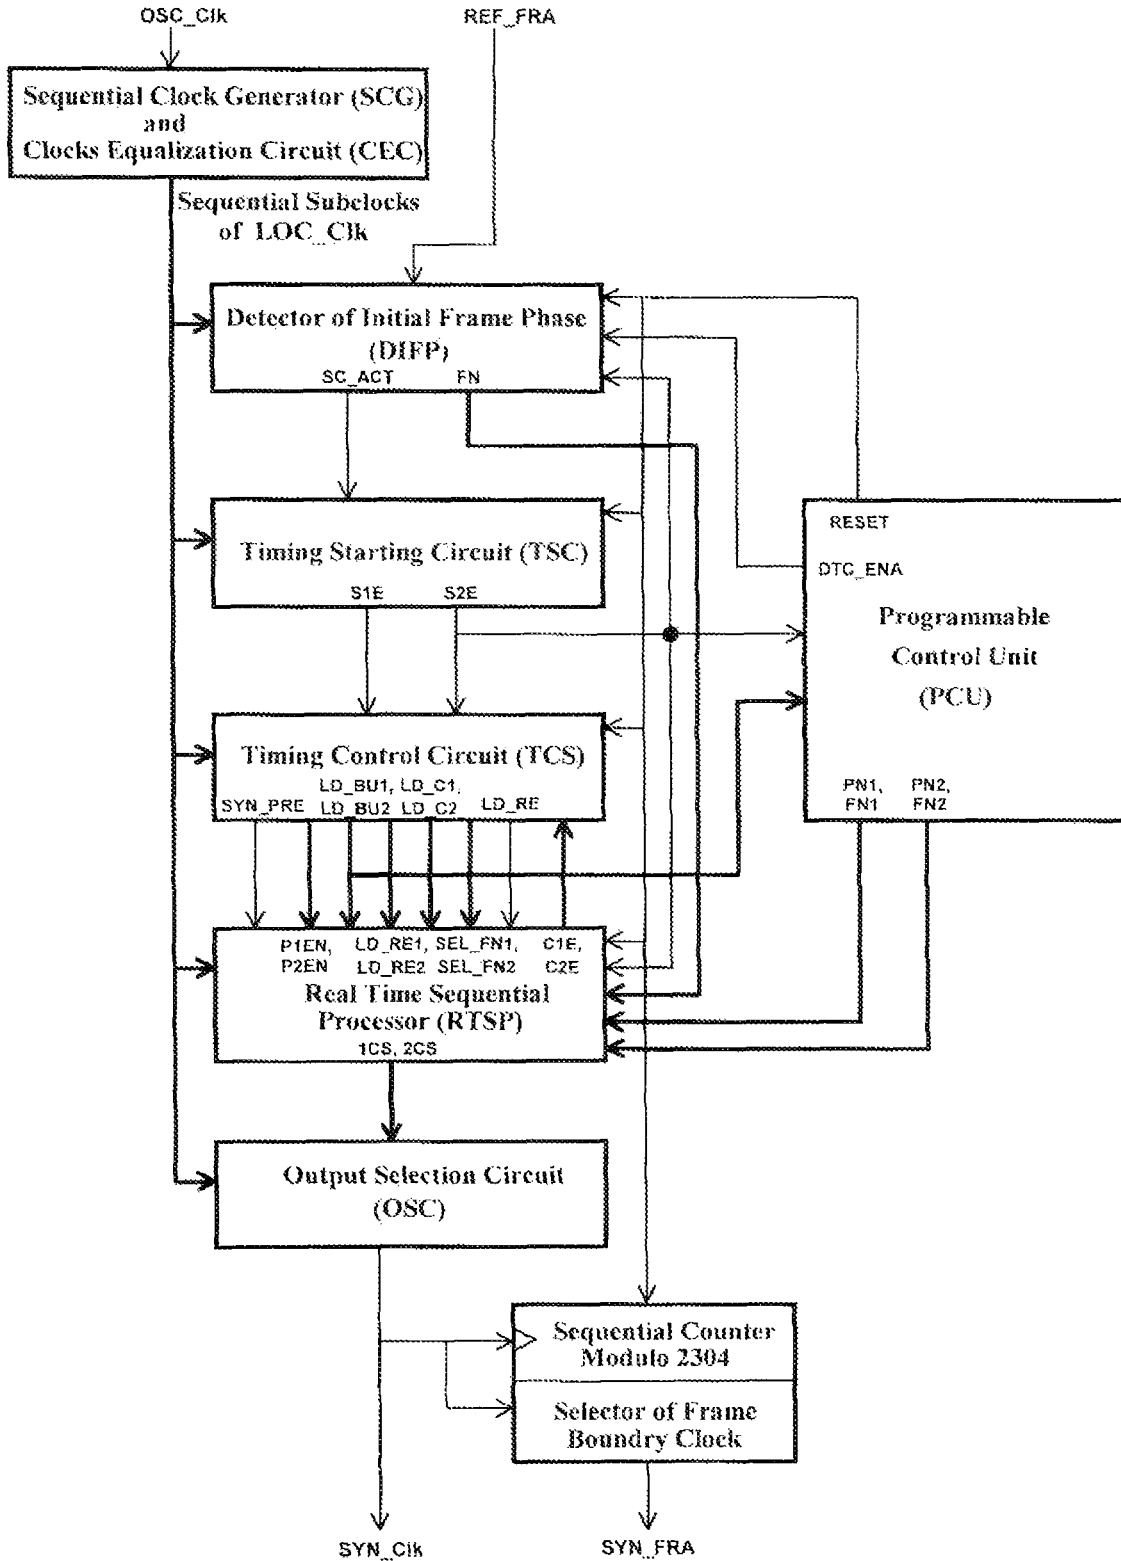 OSC_Clk
REF_FRA
Sequential Clock Generator (SCG)
and
Clocks Equalization Circuit (CEC)
Sequential Subclocks
of LOC_Clk
Detector of Initial Frame Phase
(DIFP)
SC_ACT FN
RESET
DTC_ENA
Programmable
Control Unit
(PCU)
PN1, PN2,
FN1 FN2
Timing Starting Circuit (TSC)
S1E S2E
Timing Control Circuit (TCS)
LD_BU1, LD_C1,
SYN_PRE LD_BU2 LD_C2 LD_RE
P1EN, LD_RE1, SEL_FN1, C1E,
P2EN LD_RE2 SEL_FN2 C2E
Real Time Sequential
Processor (RTSP)
1CS, 2CS
Output Selection Circuit
(OSC)
Sequential Counter
Modulo 2304
Selector of Frame
Boundry Clock
SYN_Clk
SYN_FRA